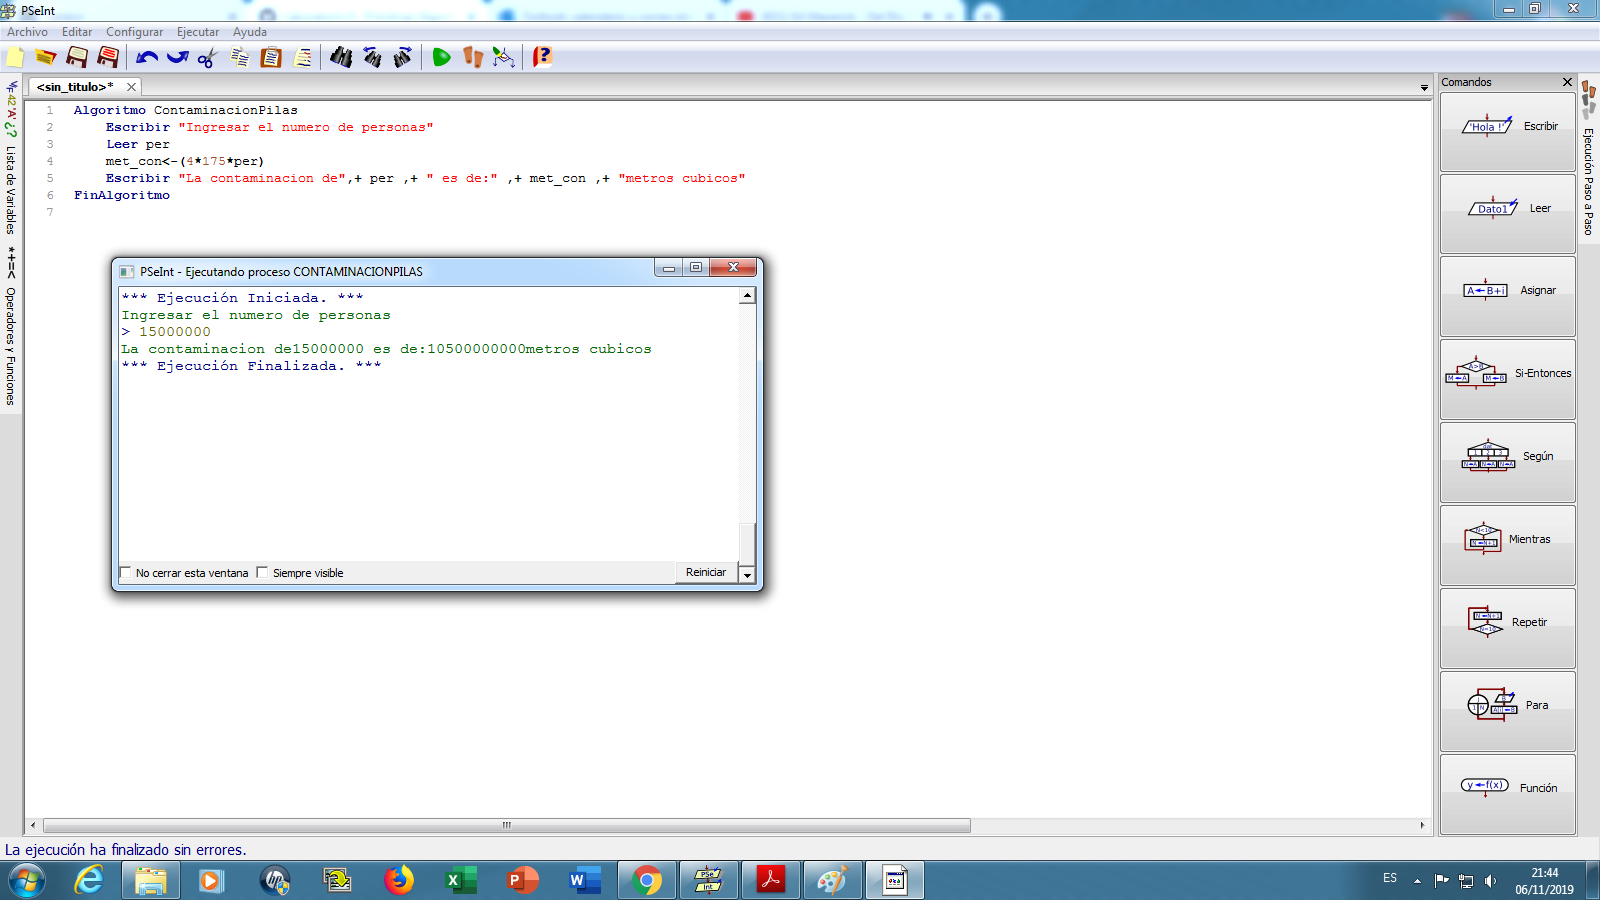 PSeInt
Archivo Editar Configurar Ejecutar Ayuda
<sin_titulo>*
Comandos
1 Algoritmo ContaminacionPilas
2 Escribir "Ingresar el numero de personas"
3 Leer per
4 met_con<-(4*175*per)
5 Escribir "La contaminacion de",+ per ,+ " es de:" ,+ met_con ,+ "metros cubicos"
6 FinAlgoritmo
7
Lista de Variables
Operadores y Funciones
PSeInt - Ejecutando proceso CONTAMINACIONPILAS
*** Ejecución Iniciada. ***
Ingresar el numero de personas
> 15000000
La contaminacion de15000000 es de:10500000000metros cubicos
*** Ejecución Finalizada. ***
No cerrar esta ventana Siempre visible Reiniciar
'Hola !' Escribir
Dato1 Leer
A←B+i Asignar
Si-Entonces
Según
Mientras
Repetir
Para
y←f(x) Función
Ejecución Paso a Paso
La ejecución ha finalizado sin errores.
ES
21:44
06/11/2019